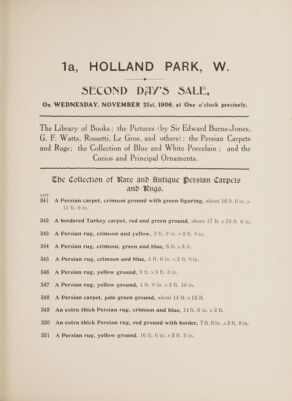 1a, HOLLAND PARK, W.
SECOND DAY'S SALE,
On WEDNESDAY, NOVEMBER 21st, 1906, at One o'clock precisely.
The Library of Books; the Pictures (by Sir Edward Burne-Jones,
G. F. Watts, Rossetti, Le Gros, and others); the Persian Carpets
and Rugs: the Collection of Blue and White Porcelain; and the
Curios and Principal Ornaments.
The Collection of Rare and Antique Persian Carpets
and Rugs.
LOT
341 A Persian carpet, crimson ground with green figuring, about 16 ft. 6 in. x
11 ft. 6 in.
342 A bordered Turkey carpet, red and green ground, about 17 ft. x 13 ft. 6 in.
343 A Persian rug, crimson and yellow, 3 ft. 9 in. x 2 ft. 9 in.
344 A Persian rug, crimson, green and blue, 6 ft. x 3 ft.
345 A Persian rug, crimson and blue, 4 ft. 6 in. x 2 ft. 8 in.
346 A Persian rug, yellow ground, 9 ft. x 3 ft. 3 in.
347 A Persian rug, yellow ground, 4 ft. 9 in. x 2 ft. 10 in.
348 A Persian carpet, pale green ground, about 14 ft. x 12 ft.
349 An extra thick Persian rug, crimson and blue, 14 ft. 6 in. x 3 ft.
350 An extra thick Persian rug, red ground with border, 7 ft. 9 in. x 3 ft. 8 in.
351 A Persian rug, yellow ground, 16 ft. 6 in. x 3 ft. 3 in.